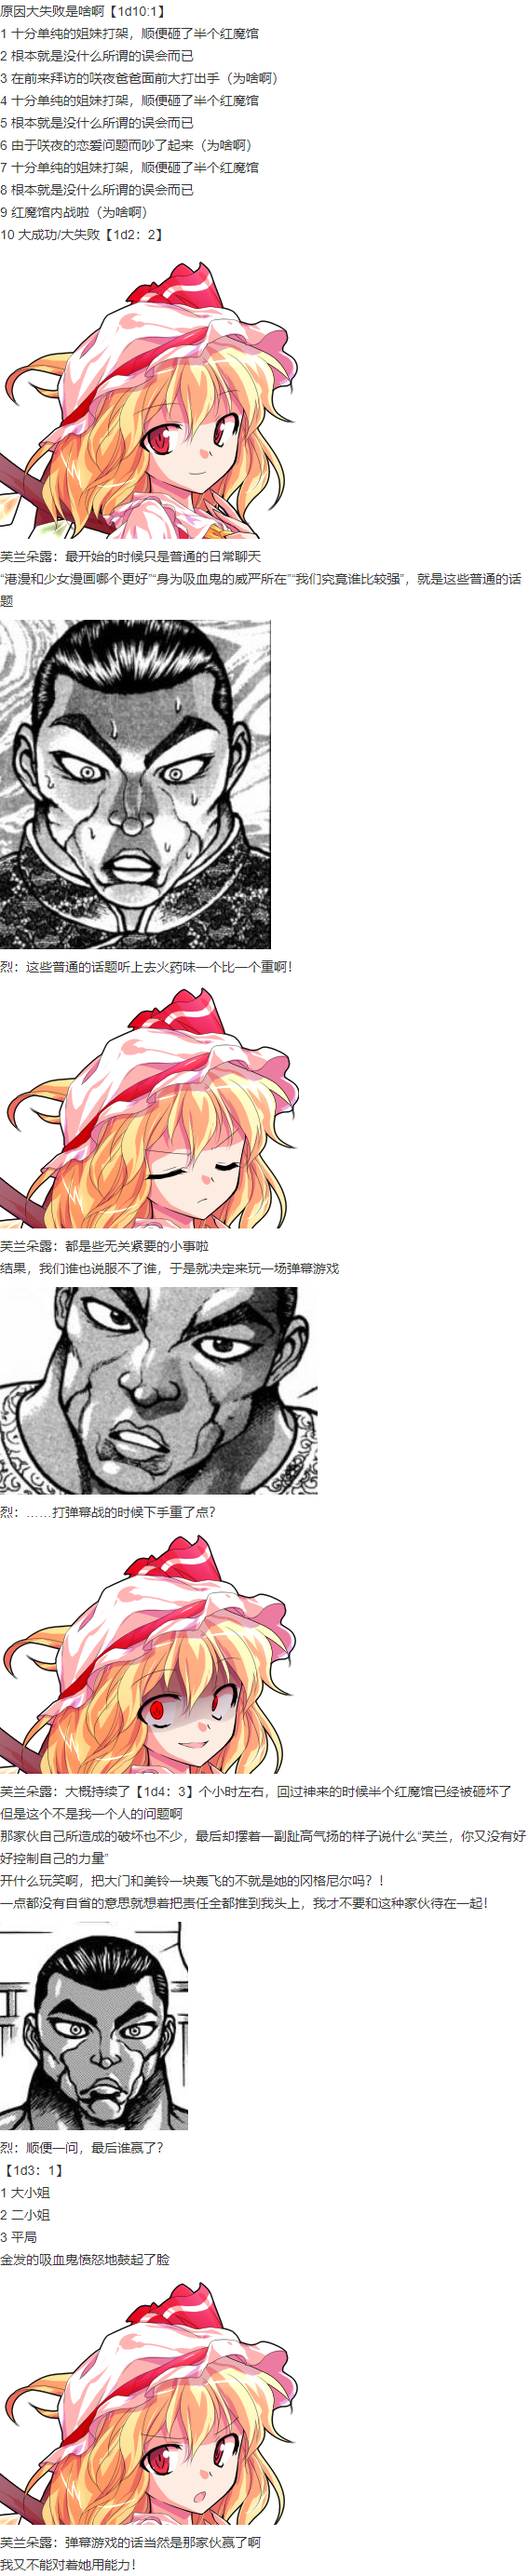 原因大失败是啥啊【1d10:1】
1 十分单纯的姐妹打架，顺便砸了半个红魔馆
2 根本就是没什么所谓的误会而已
3 在前来拜访的咲夜爸爸面前大打出手（为啥啊）
4 十分单纯的姐妹打架，顺便砸了半个红魔馆
5 根本就是没什么所谓的误会而已
6 由于咲夜的恋爱问题而吵了起来（为啥啊）
7 十分单纯的姐妹打架，顺便砸了半个红魔馆
8 根本就是没什么所谓的误会而已
9 红魔馆内战啦（为啥啊）
10 大成功/大失败【1d2：2】
芙兰朵露：最开始的时候只是普通的日常聊天
“港漫和少女漫画哪个更好”“身为吸血鬼的威严所在”“我们究竟谁比较强”，就是这些普通的话
题
烈：这些普通的话题听上去火药味一个比一个重啊！
芙兰朵露：都是些无关紧要的小事啦
结果，我们谁也说服不了谁，于是就决定来玩一场弹幕游戏
烈：……打弹幕战的时候下手重了点？
芙兰朵露：大概持续了【1d4：3】个小时左右，回过神来的时候半个红魔馆已经被砸坏了
但是这个不是我一个人的问题啊
那家伙自己所造成的破坏也不少，最后却摆着一副趾高气扬的样子说什么“芙兰，你又没有好
好控制自己的力量”
开什么玩笑啊，把大门和美铃一块轰飞的不就是她的冈格尼尔吗？！
一点都没有自省的意思就想着把责任全都推到我头上，我才不要和这种家伙待在一起！
烈：顺便一问，最后谁赢了？
【1d3：1】
1 大小姐
2 二小姐
3 平局
金发的吸血鬼愤怒地鼓起了脸
芙兰朵露：弹幕游戏的话当然是那家伙赢了啊
我又不能对着她用能力！